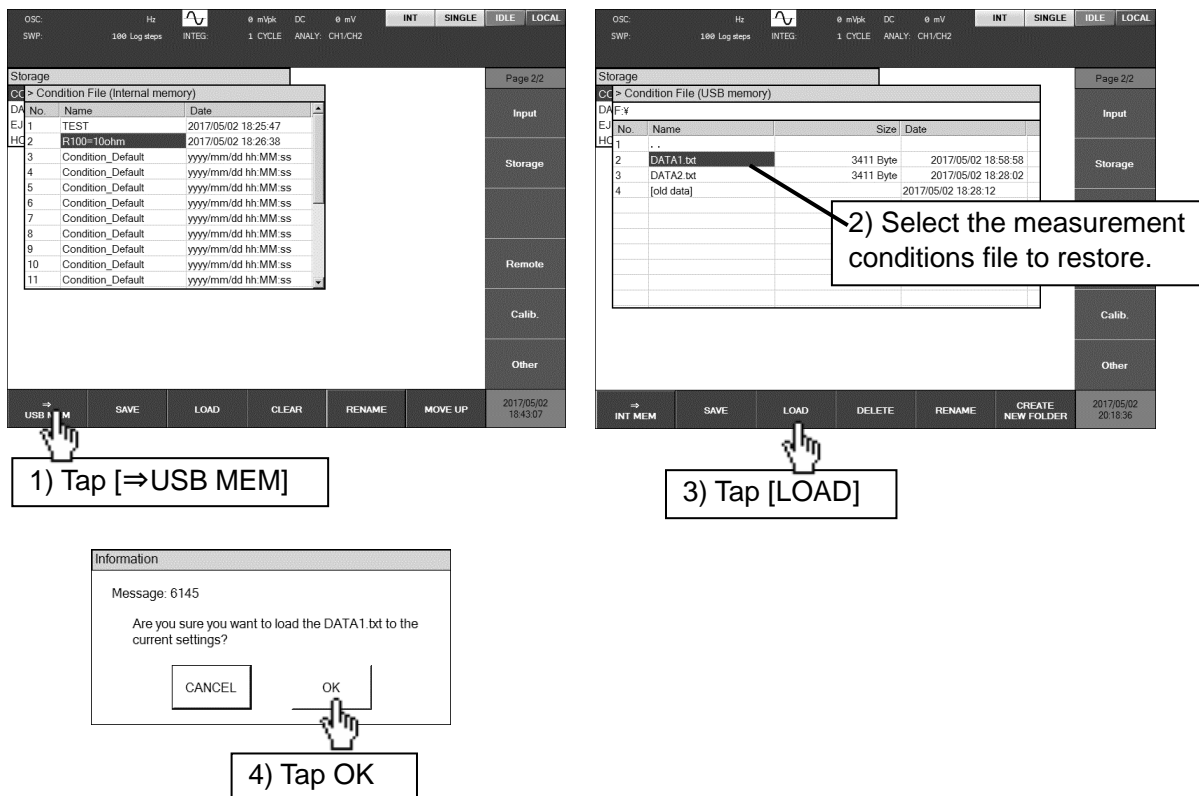 OSC: Hz 0 mVpk DC 0 mV INT SINGLE IDLE LOCAL
SWP: 100 Log steps INTEG: 1 CYCLE ANALY: CH1/CH2
Storage Page 2/2
> Condition File (Internal memory)
No. Name Date
1 TEST 2017/05/02 18:25:47
2 R100=10ohm 2017/05/02 18:26:38
3 Condition_Default yyyy/mm/dd hh:MM:ss
4 Condition_Default yyyy/mm/dd hh:MM:ss
5 Condition_Default yyyy/mm/dd hh:MM:ss
6 Condition_Default yyyy/mm/dd hh:MM:ss
7 Condition_Default yyyy/mm/dd hh:MM:ss
8 Condition_Default yyyy/mm/dd hh:MM:ss
9 Condition_Default yyyy/mm/dd hh:MM:ss
10 Condition_Default yyyy/mm/dd hh:MM:ss
11 Condition_Default yyyy/mm/dd hh:MM:ss
Input
Storage
Remote
Calib.
Other
⇒
USB MEM SAVE LOAD CLEAR RENAME MOVE UP 2017/05/02
18:43:07
1) Tap [⇒USB MEM]
OSC: Hz 0 mVpk DC 0 mV INT SINGLE IDLE LOCAL
SWP: 100 Log steps INTEG: 1 CYCLE ANALY: CH1/CH2
Storage Page 2/2
> Condition File (USB memory)
F:¥
No. Name Size Date
1 . .
2 DATA1.txt 3411 Byte 2017/05/02 18:58:58
3 DATA2.txt 3411 Byte 2017/05/02 18:28:02
4 [old data] 2017/05/02 18:28:12
Input
Storage
Calib.
Other
2) Select the measurement
conditions file to restore.
⇒
INT MEM SAVE LOAD DELETE RENAME CREATE
NEW FOLDER 2017/05/02
20:18:36
3) Tap [LOAD]
Information
Message: 6145
Are you sure you want to load the DATA1.txt to the
current settings?
CANCEL OK
4) Tap OK